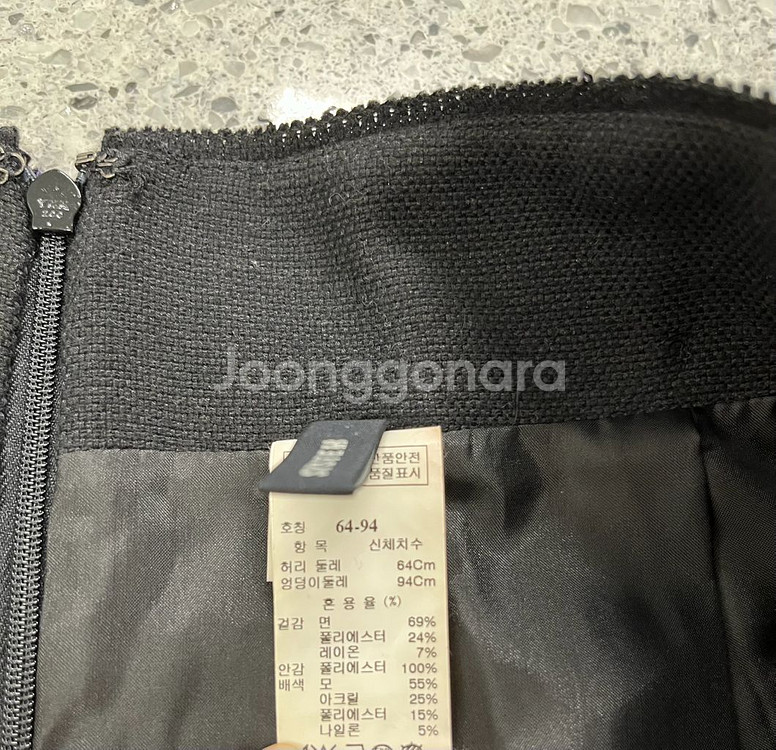 YKK
200
Joonggonara
품안전
품질표시
호칭 64-94
항 목 신체치수
허리 둘레 64Cm
엉덩이둘레 94Cm
혼 용 율 (%)
겉감 면 69%
폴리에스터 24%
레이온 7%
안감 폴리에스터 100%
배색 모 55%
아크릴 25%
폴리에스터 15%
나일론 5%